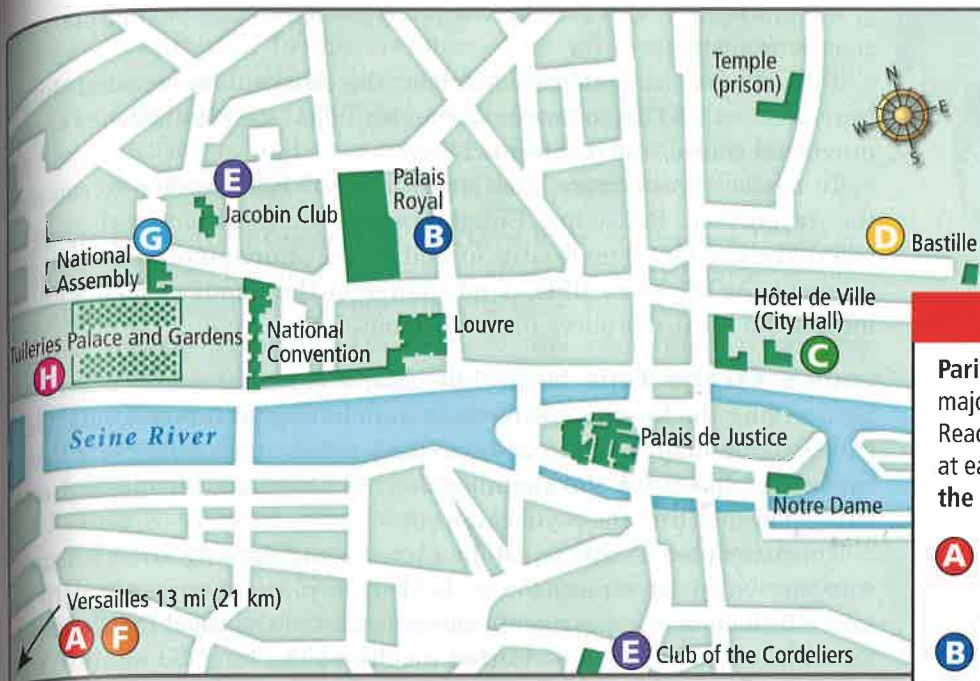 Temple
(prison)
N
W
E
S
E
Jacobin Club
Palais
Royal
B
G
National
Assembly
D
Bastille
Hôtel de Ville
(City Hall)
C
Tuileries Palace and Gardens
H
National
Convention
Louvre
Seine River
Palais de Justice
Notre Dame
Versailles 13 mi (21 km)
A F
E
Club of the Cordeliers
Pari
majo
Read
at ea
the
A
B